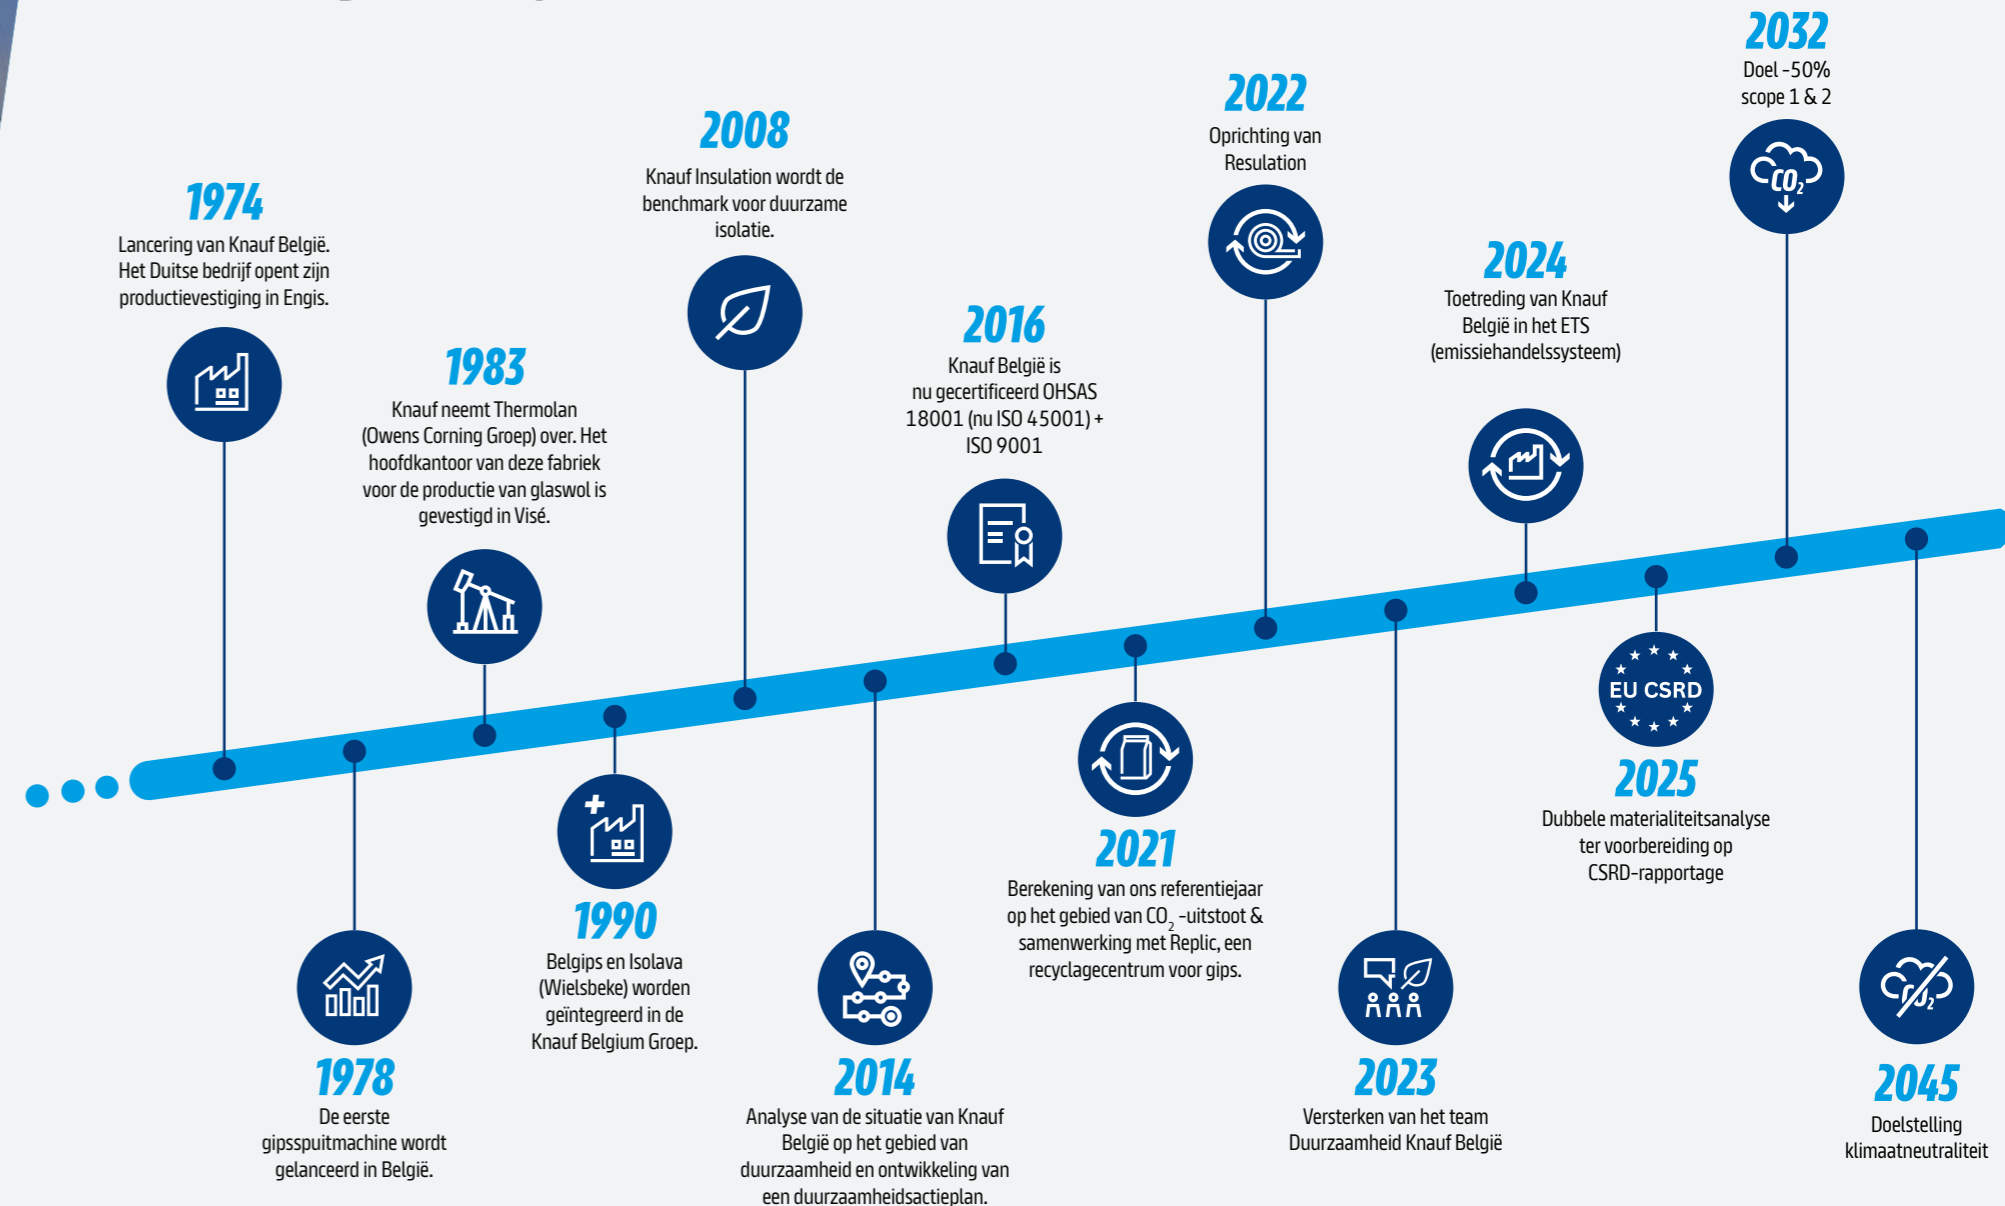 1974
Lancering van Knauf België.
Het Duitse bedrijf opent zijn
productievestiging in Engis.
1978
De eerste
gipsspuitmachine wordt
gelanceerd in België.
1983
Knauf neemt Thermolan
(Owens Corning Groep) over. Het
hoofdkantoor van deze fabriek
voor de productie van glaswol is
gevestigd in Visé.
1990
Belgips en Isolava
(Wielsbeke) worden
geïntegreerd in de
Knauf Belgium Groep.
2008
Knauf Insulation wordt de
benchmark voor duurzame
isolatie.
2014
Analyse van de situatie van Knauf
België op het gebied van
duurzaamheid en ontwikkeling van
een duurzaamheidsactieplan.
2016
Knauf België is
nu gecertificeerd OHSAS
18001 (nu ISO 45001) +
ISO 9001
2021
Berekening van ons referentiejaar
op het gebied van CO₂ -uitstoot &
samenwerking met Replic, een
recyclagecentrum voor gips.
2022
Oprichting van
Resulation
2023
Versterken van het team
Duurzaamheid Knauf België
2024
Toetreding van Knauf
België in het ETS
(emissiehandelssysteem)
EU CSRD
2025
Dubbele materialiteitsanalyse
ter voorbereiding op
CSRD-rapportage
2032
Doel -50%
scope 1 & 2
CO₂
CO₂
2045
Doelstelling
klimaatneutraliteit